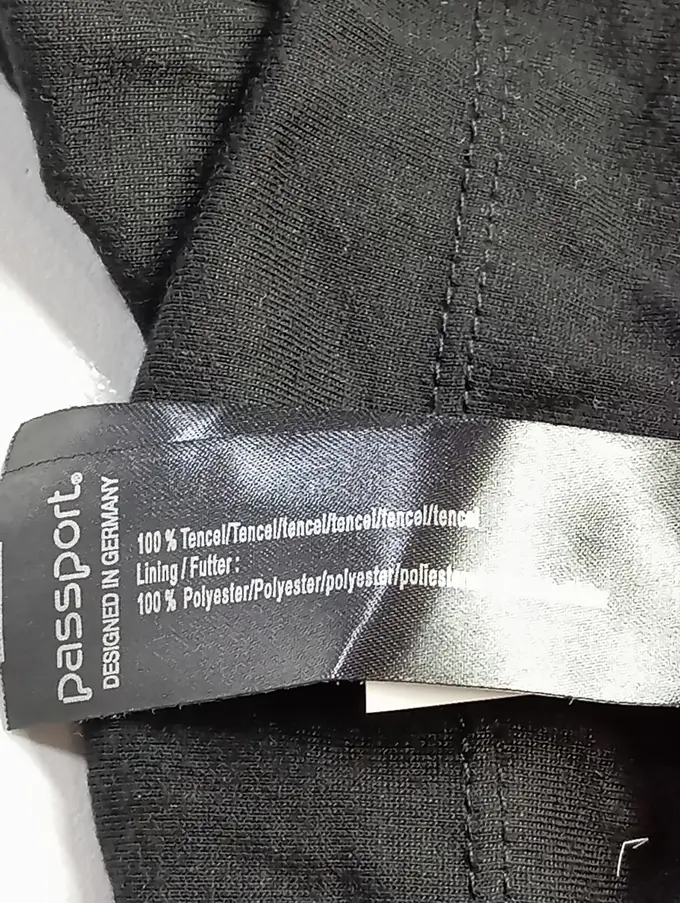 passport.
DESIGNED IN GERMANY
100 % Tencel/Tencel/tencel/tencel/tencel/tencel
Lining / Futter :
100 % Polyester/Polyester/polyester/poliester